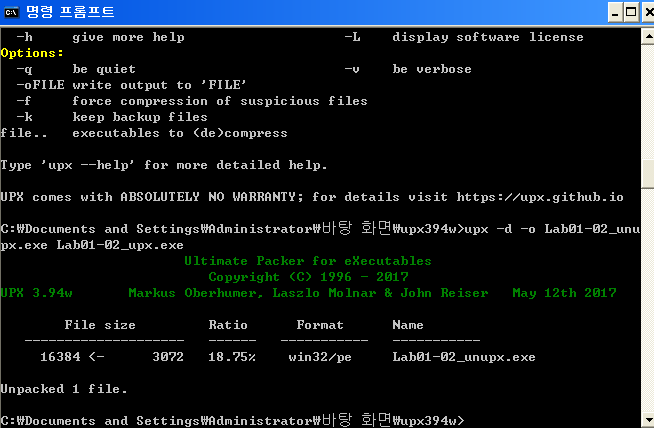 명령 프롬프트
-h give more help -L display software license
Options:
-q be quiet -v be verbose
-oFILE write output to 'FILE'
-f force compression of suspicious files
-k keep backup files
file.. executables to (de)compress
Type 'upx --help' for more detailed help.
UPX comes with ABSOLUTELY NO WARRANTY; for details visit https://upx.github.io
C:₩Documents and Settings₩Administrator₩바탕 화면₩upx394w>upx -d -o Lab01-02_unu
px.exe Lab01-02_upx.exe
Ultimate Packer for eXecutables
Copyright (C) 1996 - 2017
UPX 3.94w Markus Oberhumer, Laszlo Molnar & John Reiser May 12th 2017
File size Ratio Format Name
-------------------- ------ ----------- -----------
16384 <- 3072 18.75% win32/pe Lab01-02_unupx.exe
Unpacked 1 file.
C:₩Documents and Settings₩Administrator₩바탕 화면₩upx394w>